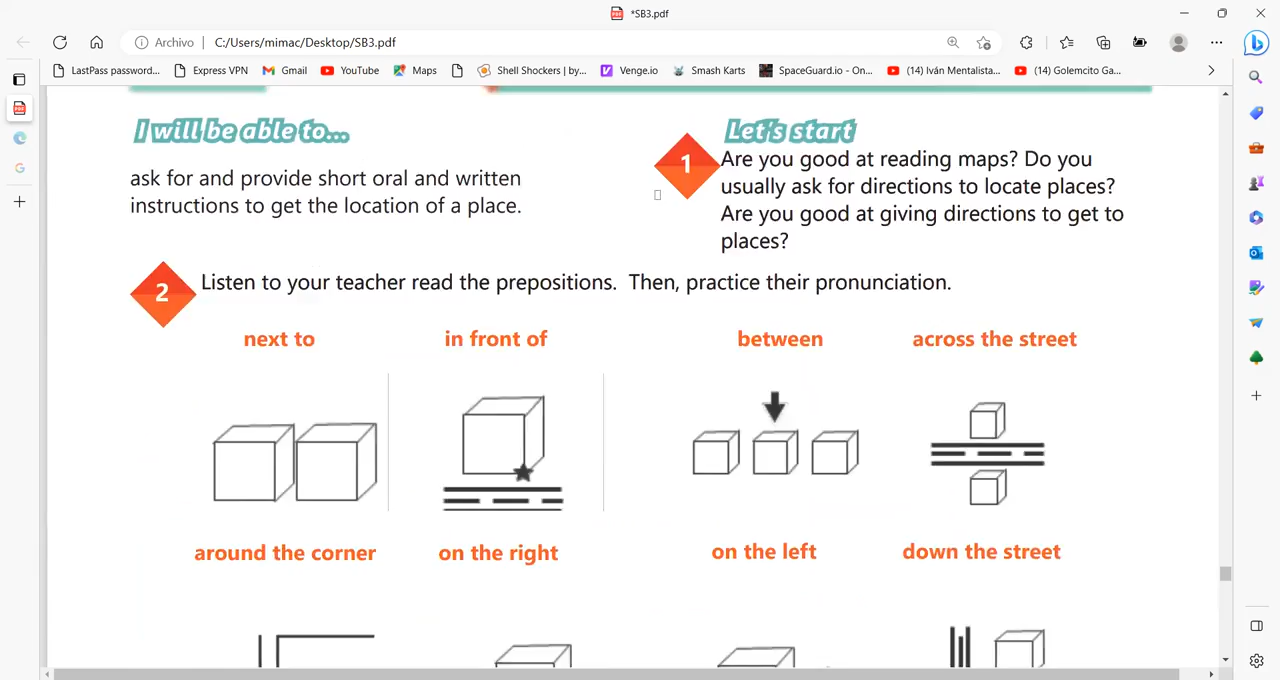 *SB3.pdf
Archivo | C:/Users/mimac/Desktop/SB3.pdf
LastPass password... Express VPN Gmail YouTube Maps Shell Shockers | by... Venge.io Smash Karts SpaceGuard.io - On... (14) Iván Mentalista... (14) Golemcito Ga...
I will be able to...
ask for and provide short oral and written
instructions to get the location of a place.
Let's start
1
Are you good at reading maps? Do you
usually ask for directions to locate places?
Are you good at giving directions to get to
places?
2
Listen to your teacher read the prepositions. Then, practice their pronunciation.
next to in front of between across the street
around the corner on the right on the left down the street